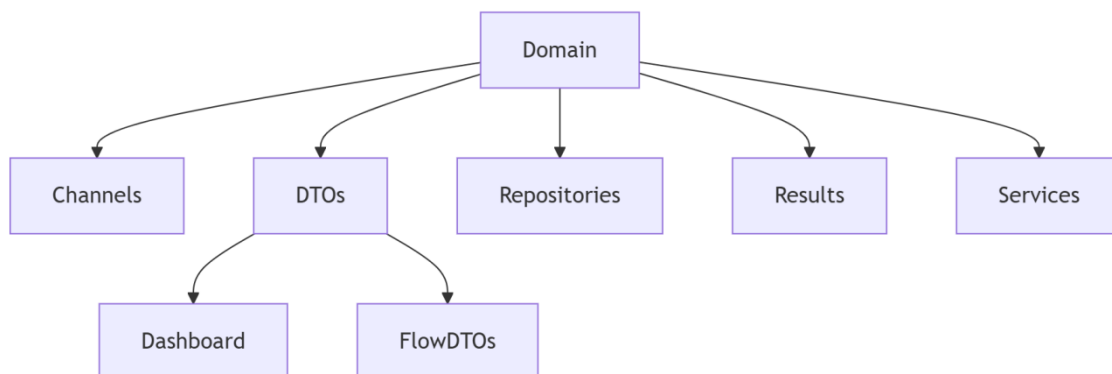 Domain
Channels
DTOs
Repositories
Results
Services
Dashboard
FlowDTOs